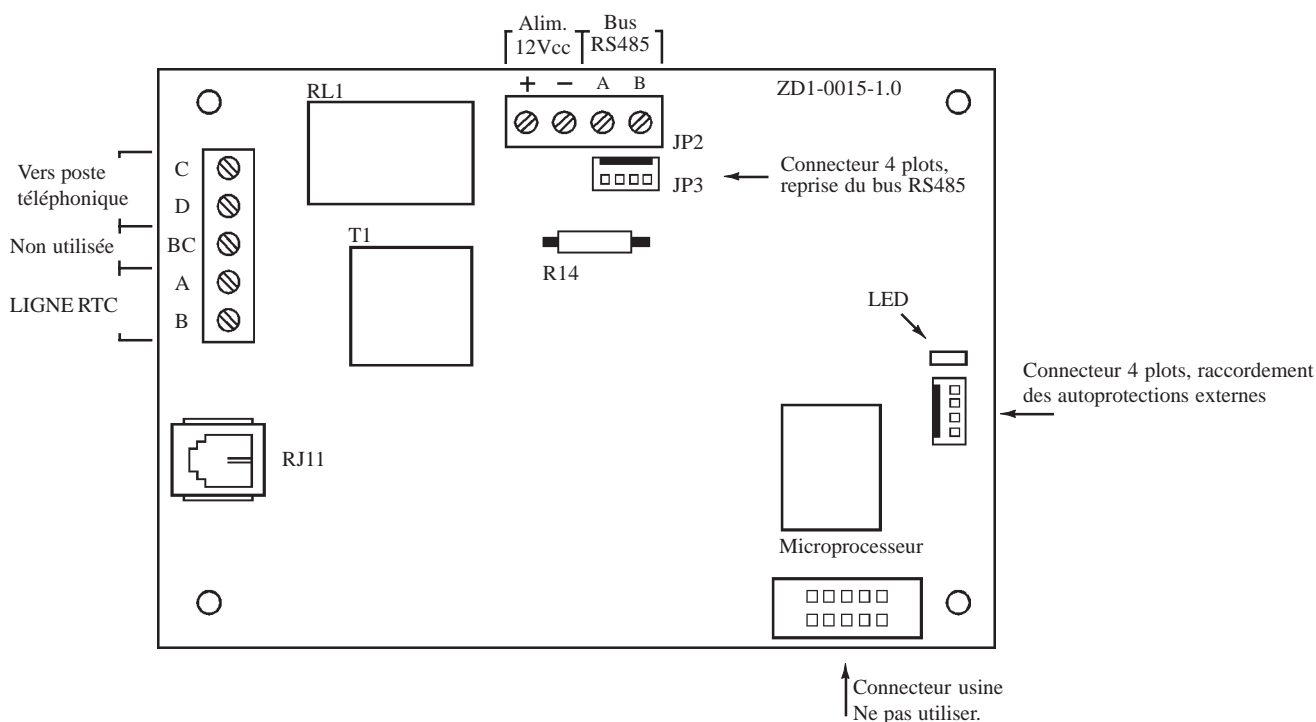 Alim.
12Vcc
Bus
RS485
+ – A B
RL1
ZD1-0015-1.0
JP2
JP3
Connecteur 4 plots,
reprise du bus RS485
Vers poste
téléphonique
Non utilisée
LIGNE RTC
C
D
BC
A
B
T1
R14
LED
Connecteur 4 plots, raccordement
des autoprotections externes
RJ11
Microprocesseur
Connecteur usine
Ne pas utiliser.